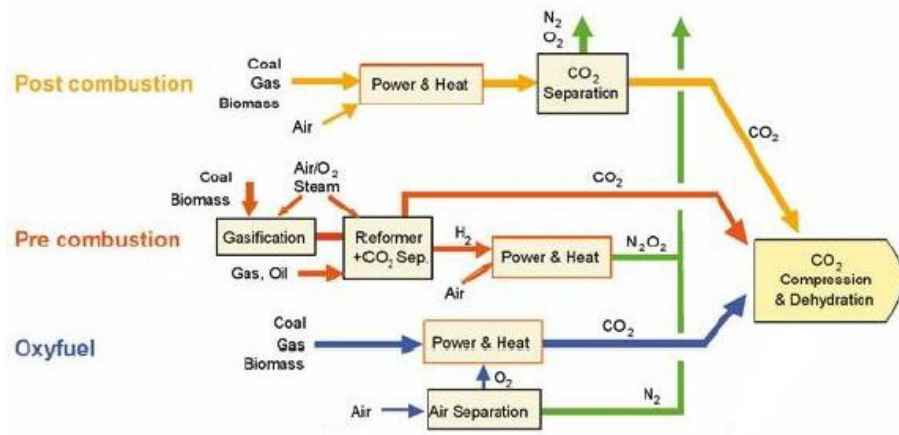 N₂
O₂
Coal
Gas
Biomass
Post combustion
Power & Heat
CO₂
Separation
Air
CO₂
Coal
Biomass
Air/O₂
Steam
CO₂
Pre combustion
Gasification
Reformer
+CO₂ Sep.
H₂
Power & Heat
N₂O₂
Gas, Oil
Air
CO₂
Compression
& Dehydration
Coal
Gas
Biomass
Oxyfuel
Power & Heat
CO₂
O₂
Air
Air Separation
N₂